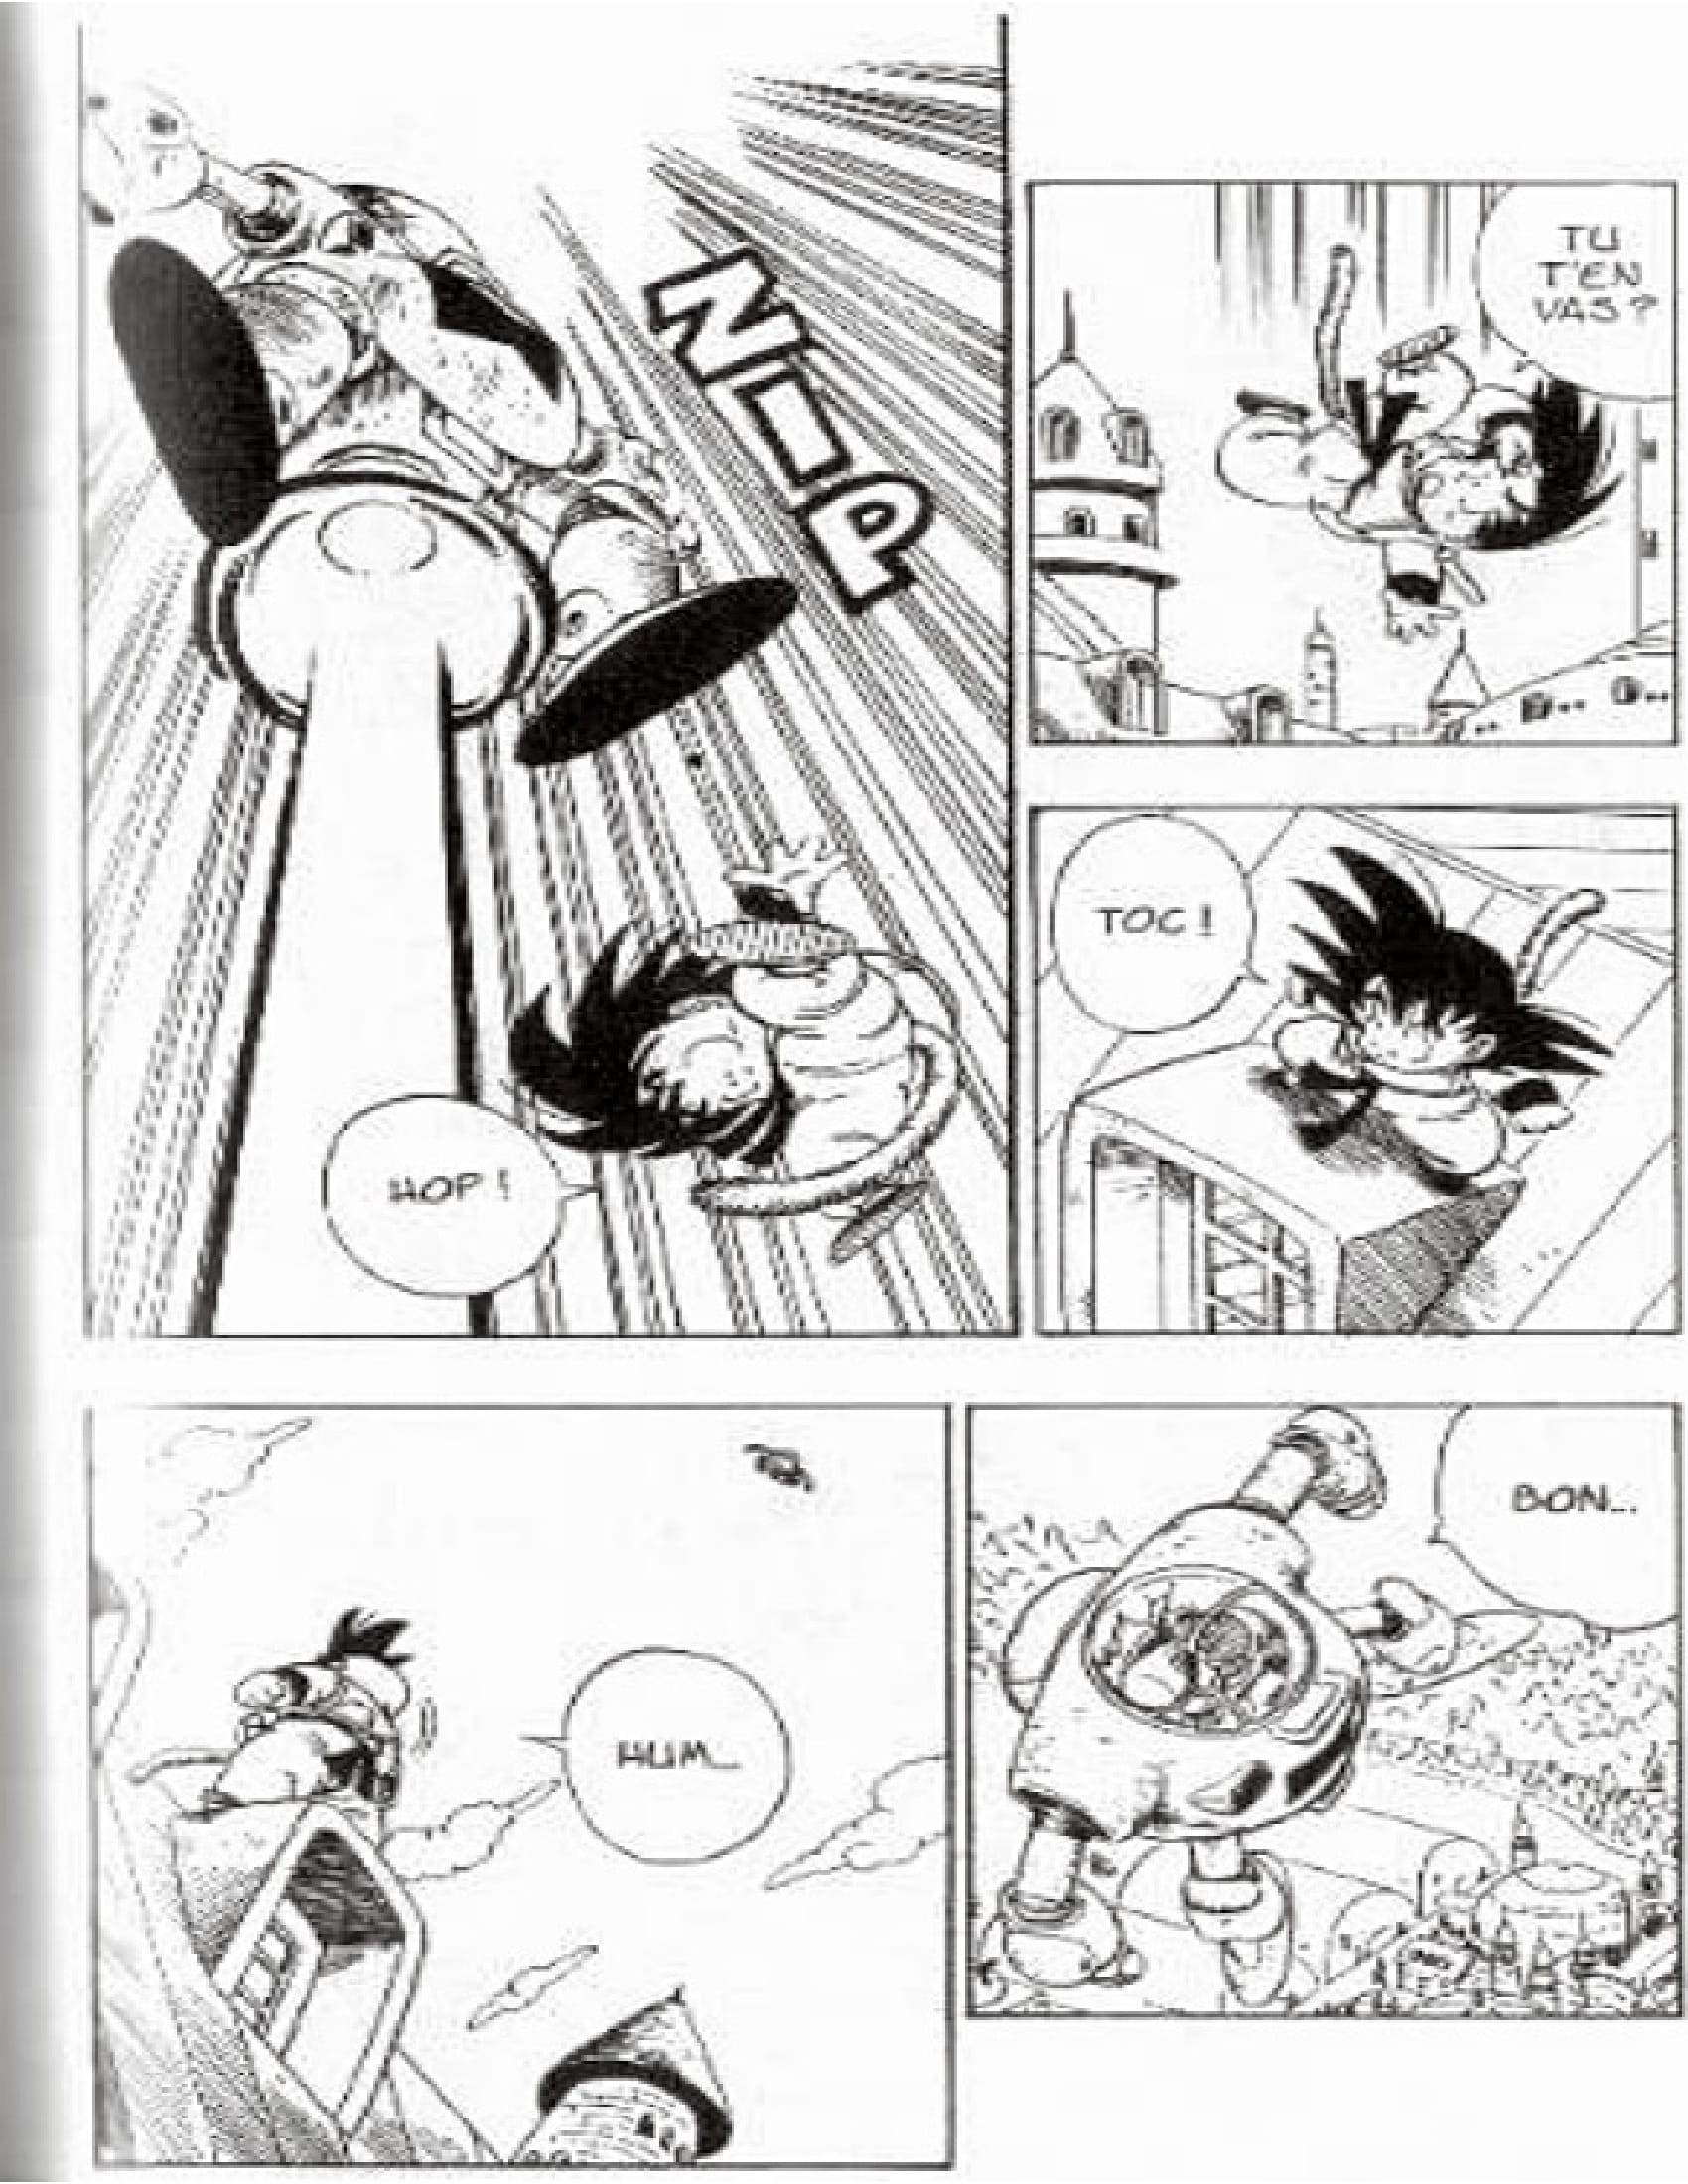 NIP
HOP !
TU
T'EN
VAS ?
TOC !
HUM...
BON...